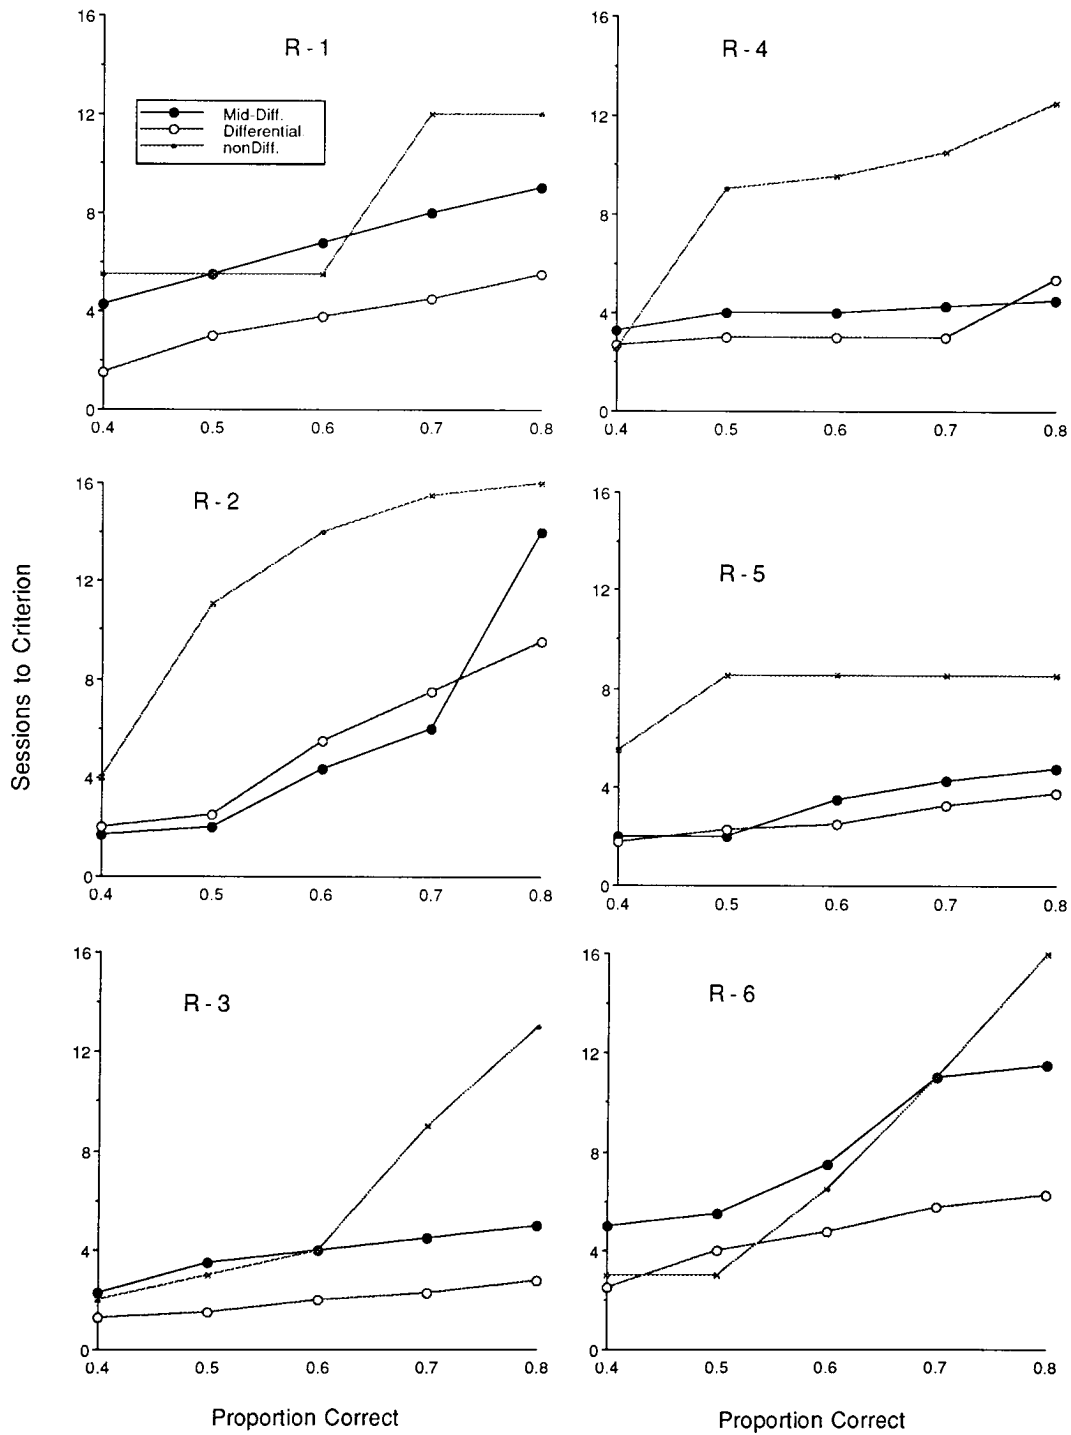 16
12
8
4
0
R - 1
Mid-Diff.
Differential
nonDiff.
0.4 0.5 0.6 0.7 0.8
16
12
8
4
0
R - 4
0.4 0.5 0.6 0.7 0.8
Sessions to Criterion
16
12
8
4
0
R - 2
0.4 0.5 0.6 0.7 0.8
16
12
8
4
0
R - 5
0.4 0.5 0.6 0.7 0.8
16
12
8
4
0
R - 3
0.4 0.5 0.6 0.7 0.8
Proportion Correct
16
12
8
4
0
R - 6
0.4 0.5 0.6 0.7 0.8
Proportion Correct